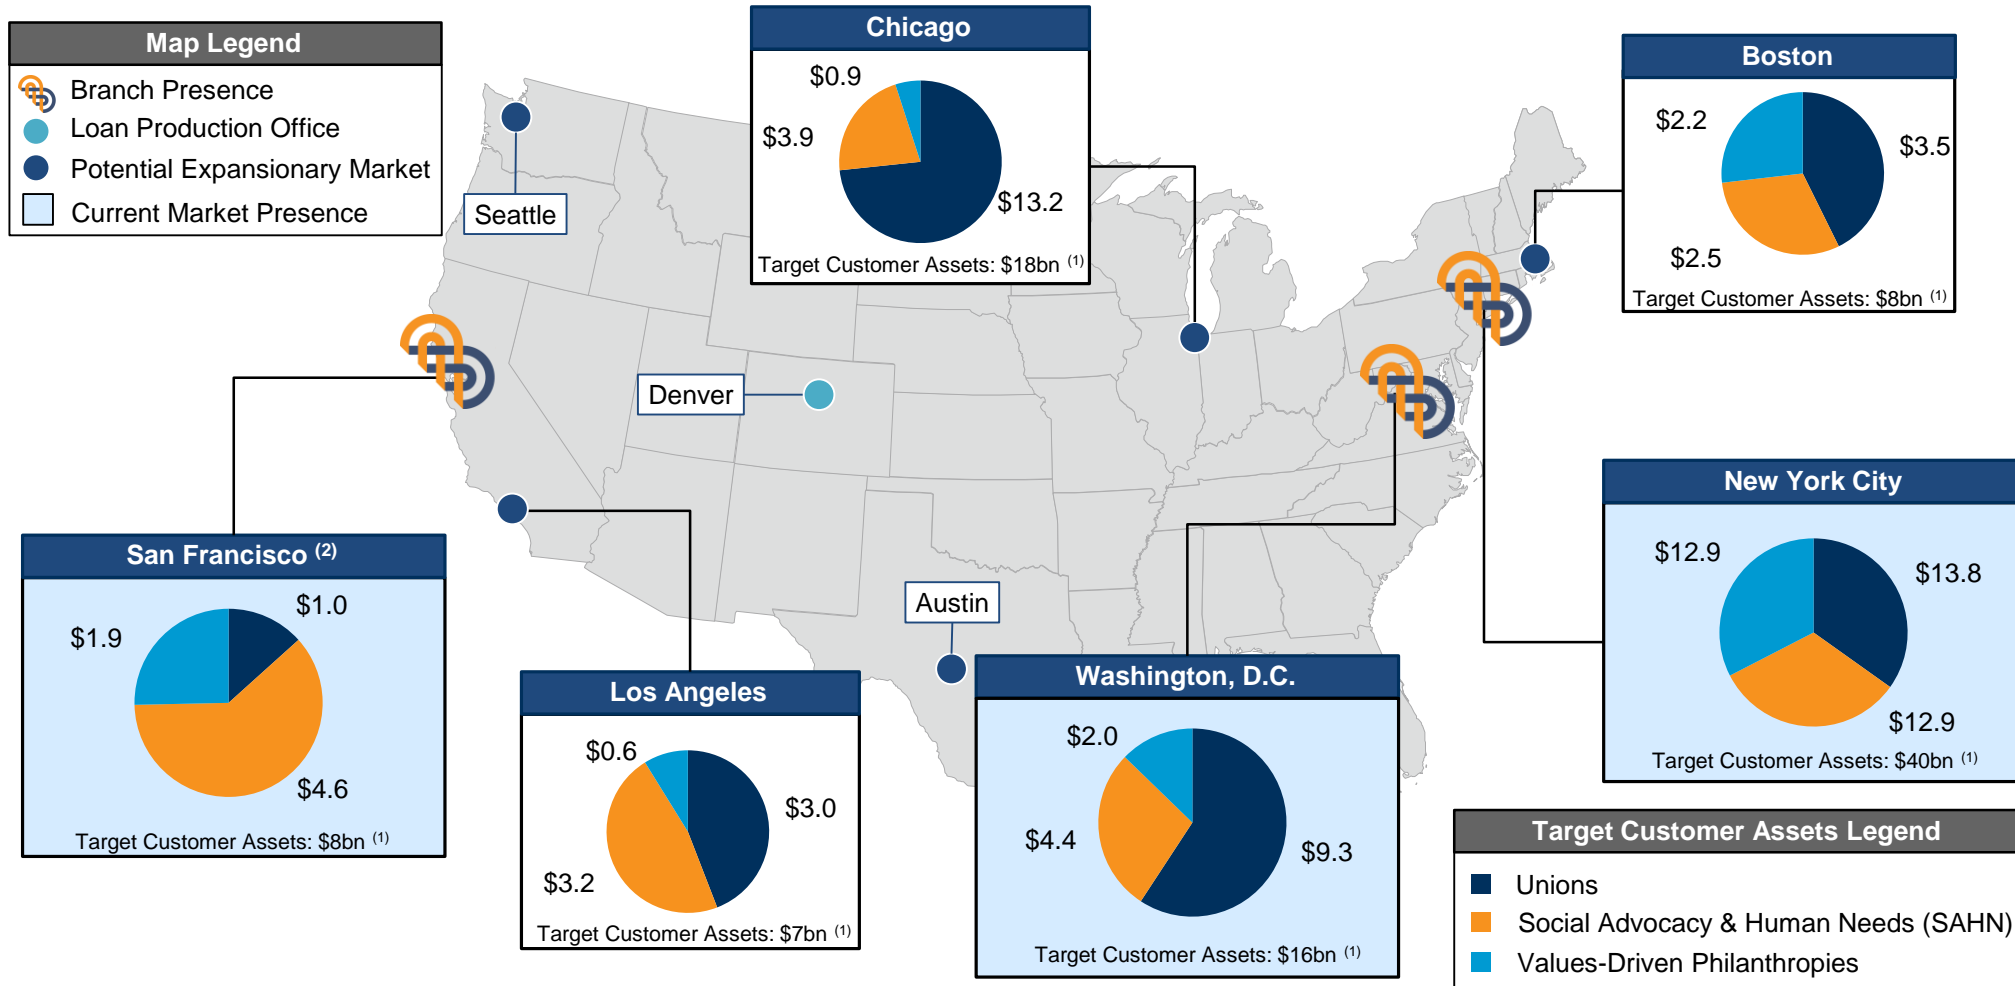 Map Legend
Branch Presence
Loan Production Office
Potential Expansionary Market
Current Market Presence
Chicago
$0.9
$3.9
$13.2
Target Customer Assets: $18bn (1)
Boston
$2.2
$3.5
$2.5
Target Customer Assets: $8bn (1)
Seattle
Denver
Austin
San Francisco (2)
$1.0
$1.9
$4.6
Target Customer Assets: $8bn (1)
Los Angeles
$0.6
$3.0
$3.2
Target Customer Assets: $7bn (1)
Washington, D.C.
$2.0
$4.4
$9.3
Target Customer Assets: $16bn (1)
New York City
$12.9
$13.8
$12.9
Target Customer Assets: $40bn (1)
Target Customer Assets Legend
Unions
Social Advocacy & Human Needs (SAHN)
Values-Driven Philanthropies